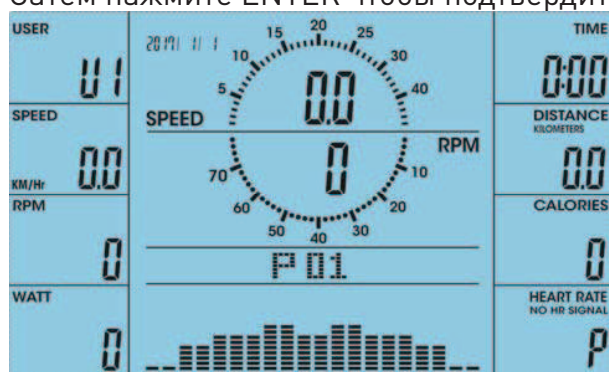 Затем нажмите ENTER чтобы подтвердит
USER
U1
SPEED
KM/Hr 0.0
RPM
0
WATT
0
2017/ 1/ 1
15 20 25
10 30
5 40
SPEED 0.0
RPM
0
70 10
60 20
50 40 30
P 01
TIME
0:00
DISTANCE
KILOMETERS
0.0
CALORIES
0
HEART RATE
NO HR SIGNAL
P